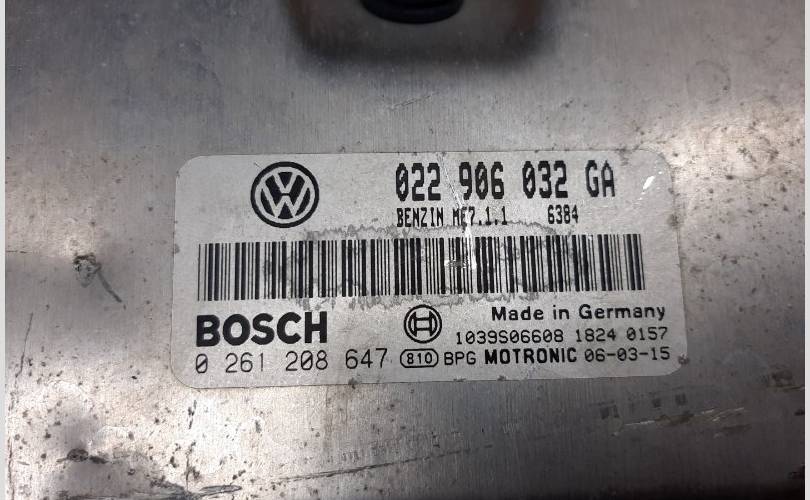 022 906 032 GA
BENZIN ME7.1.1 6384
BOSCH
Made in Germany
1039S06608 1824 0157
0 261 208 647 810 BPG MOTRONIC 06-03-15